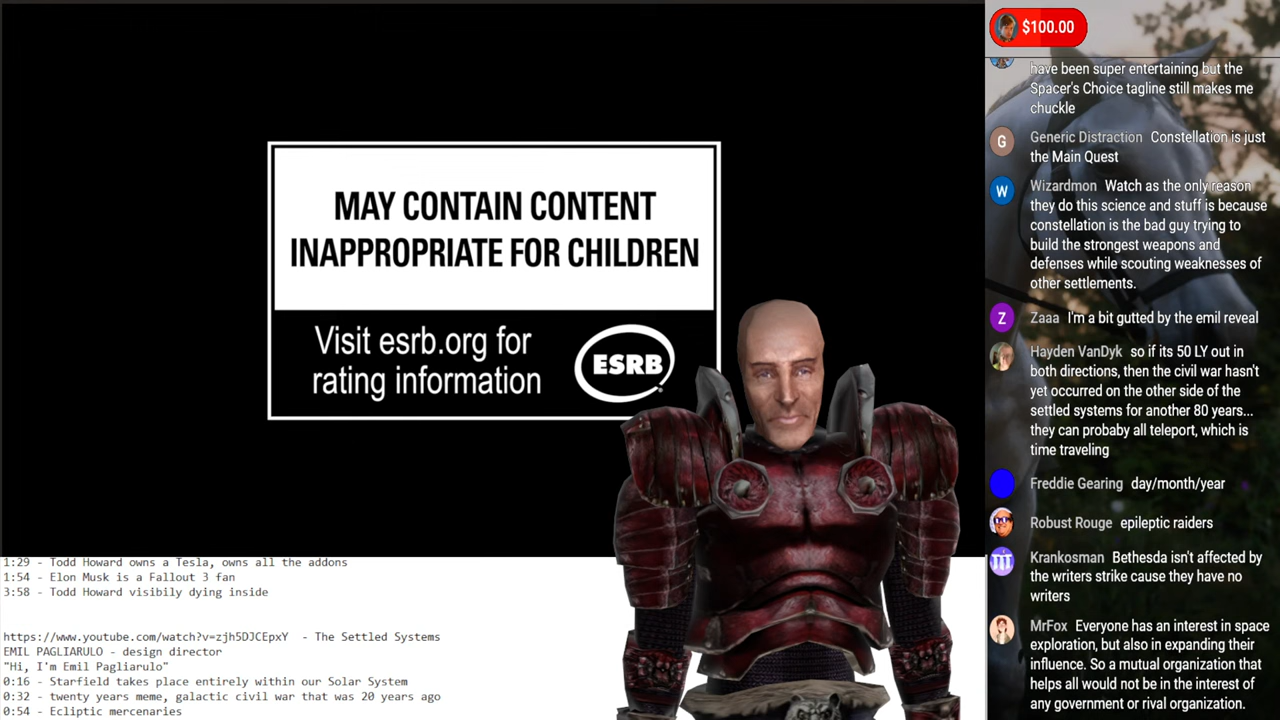 MAY CONTAIN CONTENT
INAPPROPRIATE FOR CHILDREN
Visit esrb.org for
rating information
ESRB
1:29 - Todd Howard owns a Tesla, owns all the addons
1:54 - Elon Musk is a Fallout 3 fan
3:58 - Todd Howard visibily dying inside
https://www.youtube.com/watch?v=zjh5DJCEpxY - The Settled Systems
EMIL PAGLIARULO - design director
"Hi, I'm Emil Pagliarulo"
0:16 - Starfield takes place entirely within our Solar System
0:32 - twenty years meme, galactic civil war that was 20 years ago
0:54 - Ecliptic mercenaries
$100.00
have been super entertaining but the
Spacer's Choice tagline still makes me
chuckle
G
Generic Distraction Constellation is just
the Main Quest
W
Wizardmon Watch as the only reason
they do this science and stuff is because
constellation is the bad guy trying to
build the strongest weapons and
defenses while scouting weaknesses of
other settlements.
Z
Zaaa I'm a bit gutted by the emil reveal
Hayden VanDyk so if its 50 LY out in
both directions, then the civil war hasn't
yet occurred on the other side of the
settled systems for another 80 years...
they can probaby all teleport, which is
time traveling
Freddie Gearing day/month/year
Robust Rouge epileptic raiders
Krankosman Bethesda isn't affected by
the writers strike cause they have no
writers
MrFox Everyone has an interest in space
exploration, but also in expanding their
influence. So a mutual organization that
helps all would not be in the interest of
any government or rival organization.